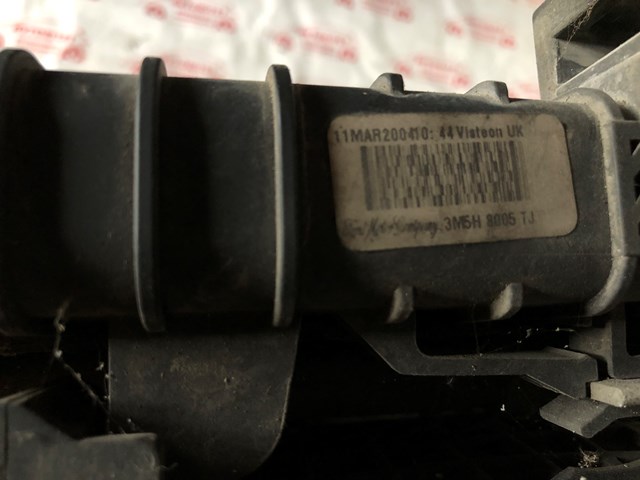 11MAR200410:44 Visteon UK
Ford Motor Company 3M5H 8005 TJ